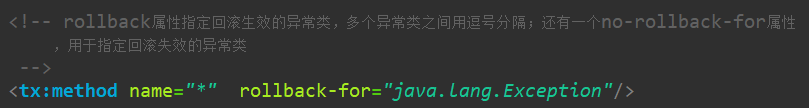 <!-- rollback属性指定回滚生效的异常类，多个异常类之间用逗号分隔；还有一个no-rollback-for属性
，用于指定回滚失效的异常类
-->
<tx:method name="*"  rollback-for="java.lang.Exception"/>